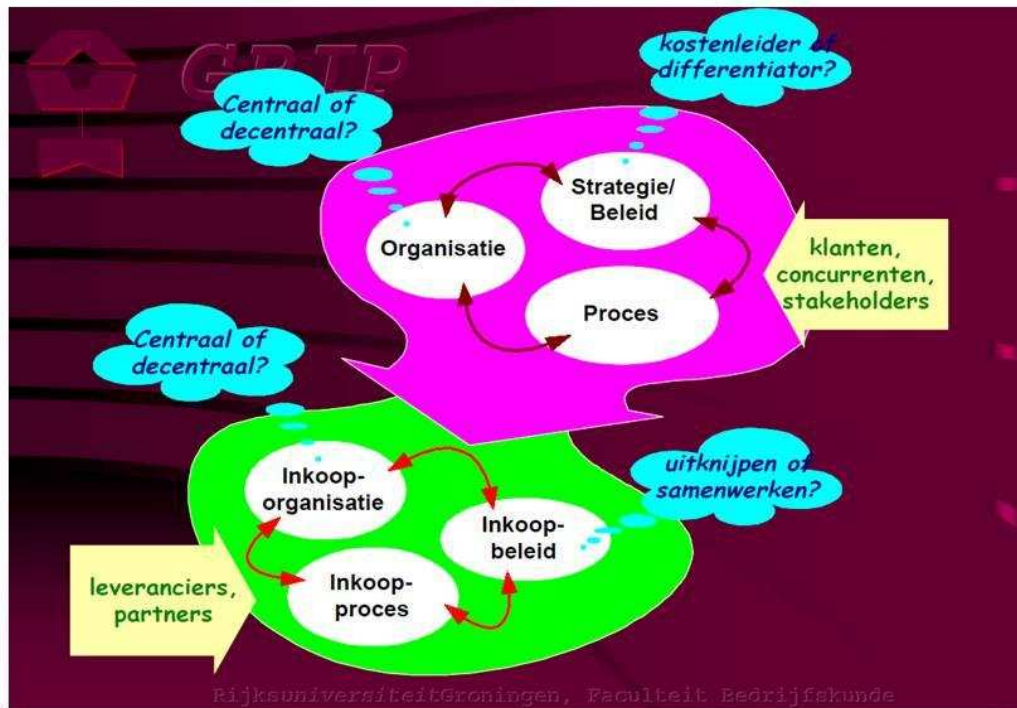 GRIP
kostenleider of
differentiator?
Centraal of
decentraal?
Strategie/
Beleid
Organisatie
Proces
klanten,
concurrenten,
stakeholders
Centraal of
decentraal?
Inkoop-
organisatie
uitknijpen of
samenwerken?
Inkoop-
beleid
Inkoop-
proces
leveranciers,
partners
RijksuniversiteitGroningen, Faculteit Bedrijfskunde